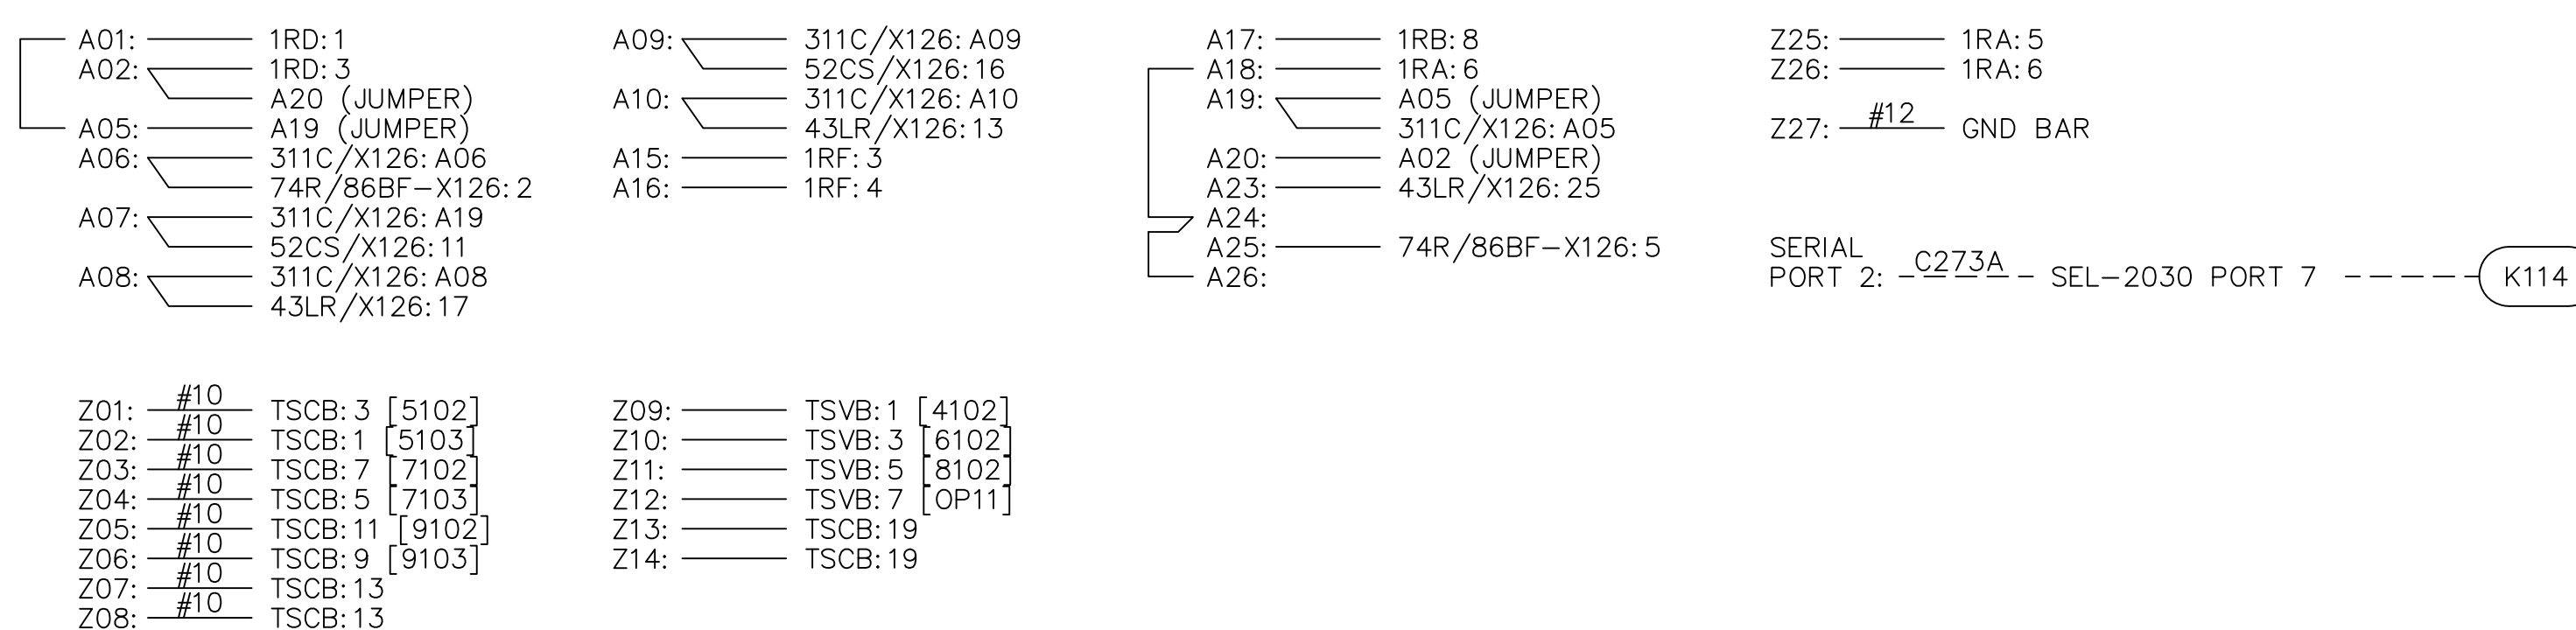 A01: 1RD:1
A02: 1RD:3
A20 (JUMPER)
A05: A19 (JUMPER)
A06: 311C/X126:A06
74R/86BF-X126:2
A07: 311C/X126:A19
52CS/X126:11
A08: 311C/X126:A08
43LR/X126:17
A09: 311C/X126:A09
52CS/X126:16
A10: 311C/X126:A10
43LR/X126:13
A15: 1RF:3
A16: 1RF:4
A17: 1RB:8
A18: 1RA:6
A19: A05 (JUMPER)
311C/X126:A05
A20: A02 (JUMPER)
A23: 43LR/X126:25
A24:
A25: 74R/86BF-X126:5
A26:
Z25: 1RA:5
Z26: 1RA:6
Z27: #12 GND BAR
SERIAL
PORT 2: C273A SEL-2030 PORT 7 K114
Z01: #10 TSCB:3 [5102]
Z02: #10 TSCB:1 [5103]
Z03: #10 TSCB:7 [7102]
Z04: #10 TSCB:5 [7103]
Z05: #10 TSCB:11 [9102]
Z06: #10 TSCB:9 [9103]
Z07: #10 TSCB:13
Z08: #10 TSCB:13
Z09: TSVB:1 [4102]
Z10: TSVB:3 [6102]
Z11: TSVB:5 [8102]
Z12: TSVB:7 [OP11]
Z13: TSCB:19
Z14: TSCB:19